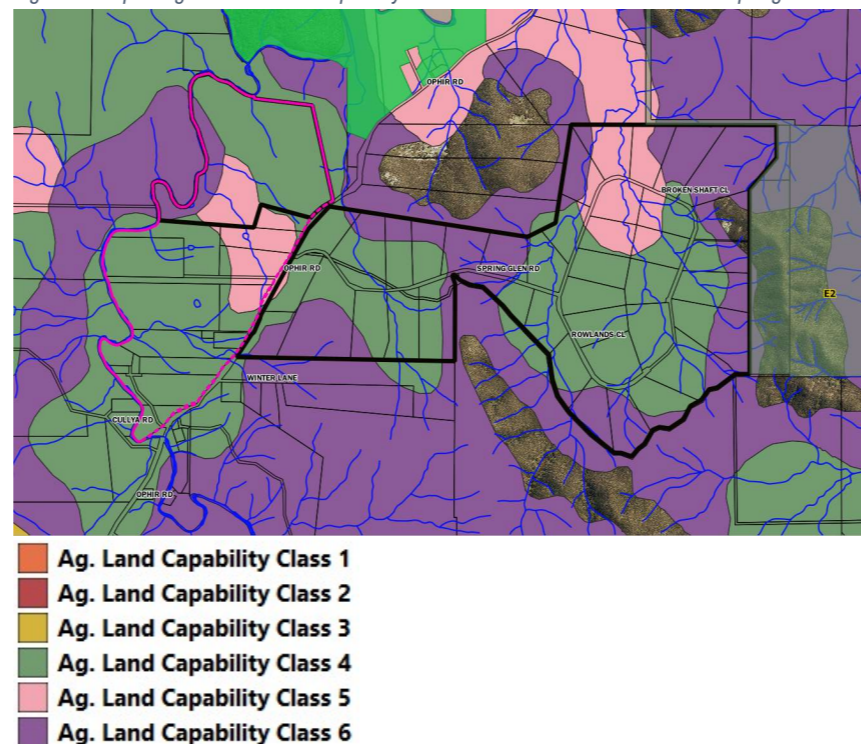 OPHIR RD
BROKEN SHAFT CL
OPHIR RD
SPRING GLEN RD
E2
ROWLANDS CL
WINTER LANE
CULLYA RD
OPHIR RD
Ag. Land Capability Class 1
Ag. Land Capability Class 2
Ag. Land Capability Class 3
Ag. Land Capability Class 4
Ag. Land Capability Class 5
Ag. Land Capability Class 6